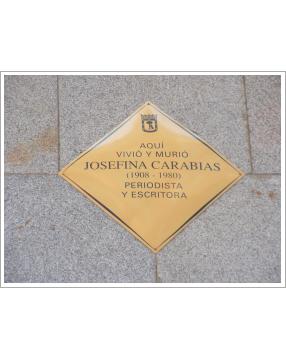 AQUÍ
VIVIÓ Y MURIÓ
JOSEFINA CARABIAS
(1908 - 1980)
PERIODISTA
Y ESCRITORA